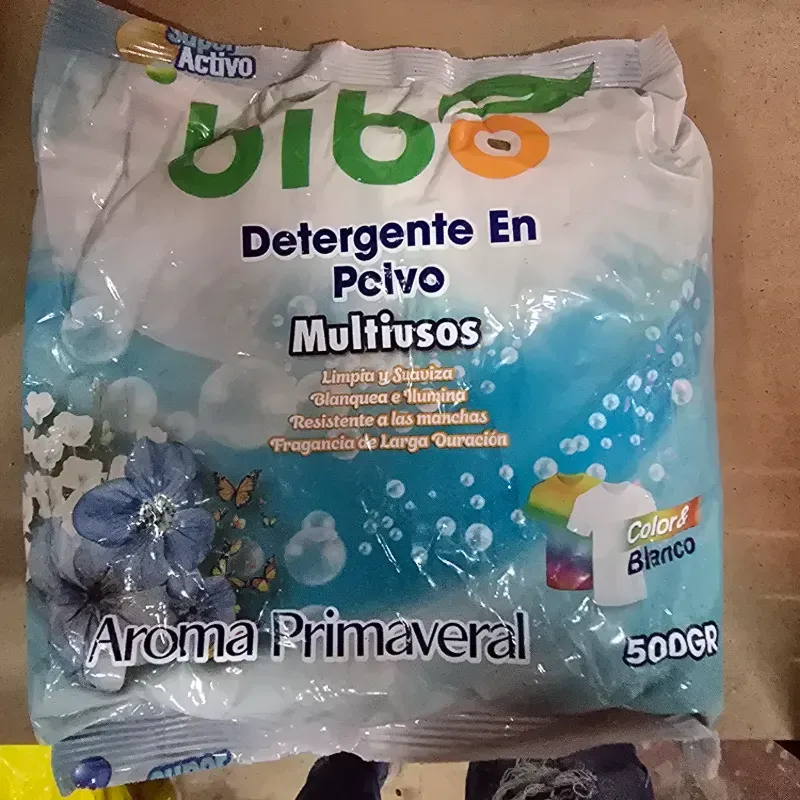 Super
Activo
bibo
Detergente En
Polvo
Multiusos
Limpia y Suaviza
Blanquea e Ilumina
Resistente a las manchas
Fragancia de Larga Duración
Color&
Blanco
Aroma Primaveral
500GR
super